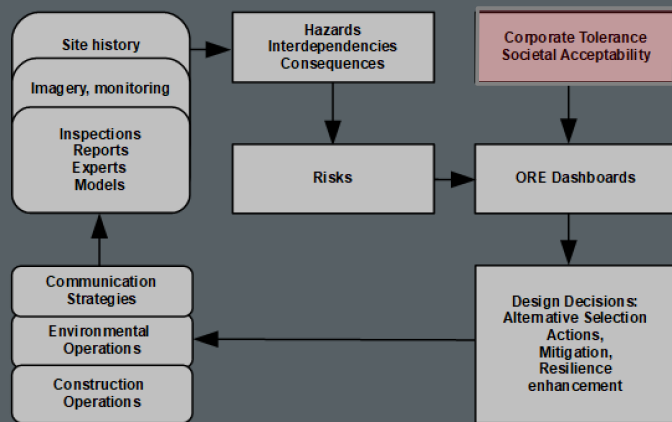 Site history
Imagery, monitoring
Inspections
Reports
Experts
Models
Hazards
Interdependencies
Consequences
Corporate Tolerance
Societal Acceptability
Risks
ORE Dashboards
Communication
Strategies
Environmental
Operations
Construction
Operations
Design Decisions:
Alternative Selection
Actions,
Mitigation,
Resilience
enhancement